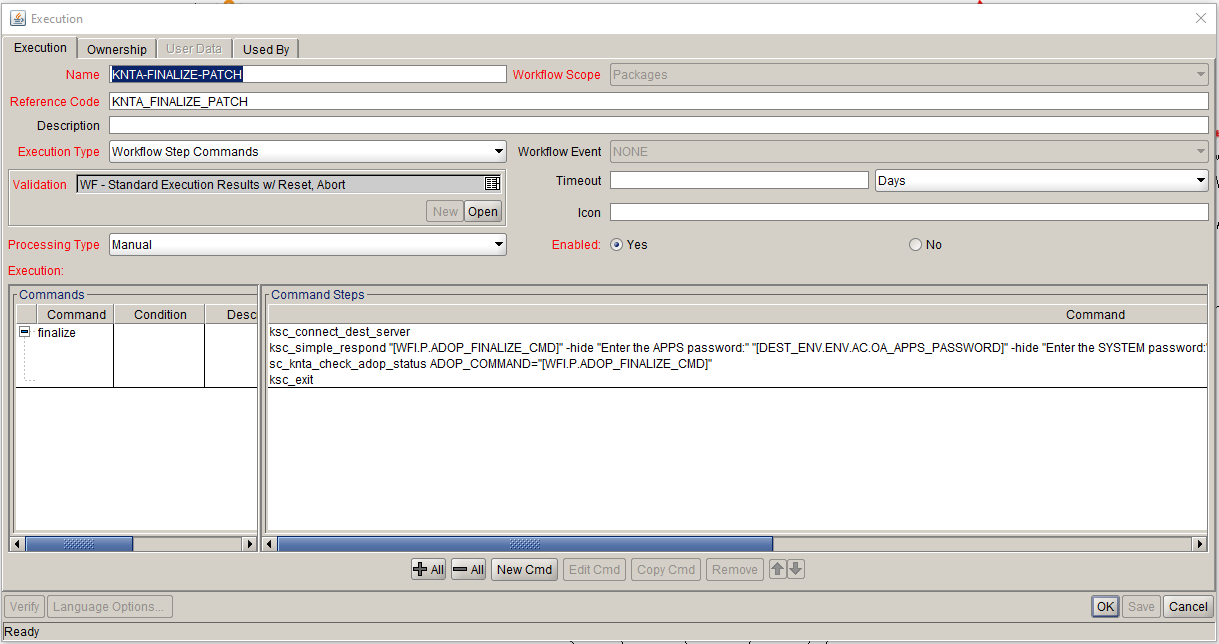 Execution
Execution Ownership User Data Used By
Name KNTA-FINALIZE-PATCH Workflow Scope Packages
Reference Code KNTA_FINALIZE_PATCH
Description
Execution Type Workflow Step Commands Workflow Event NONE
Validation WF - Standard Execution Results w/ Reset, Abort Timeout Days
New Open Icon
Processing Type Manual Enabled: Yes No
Execution:
Commands Command Steps
Command Condition Desc Command
finalize ksc_connect_dest_server
ksc_simple_respond "[WFI.P.ADOP_FINALIZE_CMD]" -hide "Enter the APPS password:" "[DEST_ENV.ENV.AC.OA_APPS_PASSWORD]" -hide "Enter the SYSTEM password:"
sc_knta_check_adop_status ADOP_COMMAND="[WFI.P.ADOP_FINALIZE_CMD]"
ksc_exit
All All New Cmd Edit Cmd Copy Cmd Remove
Verify Language Options... OK Save Cancel
Ready